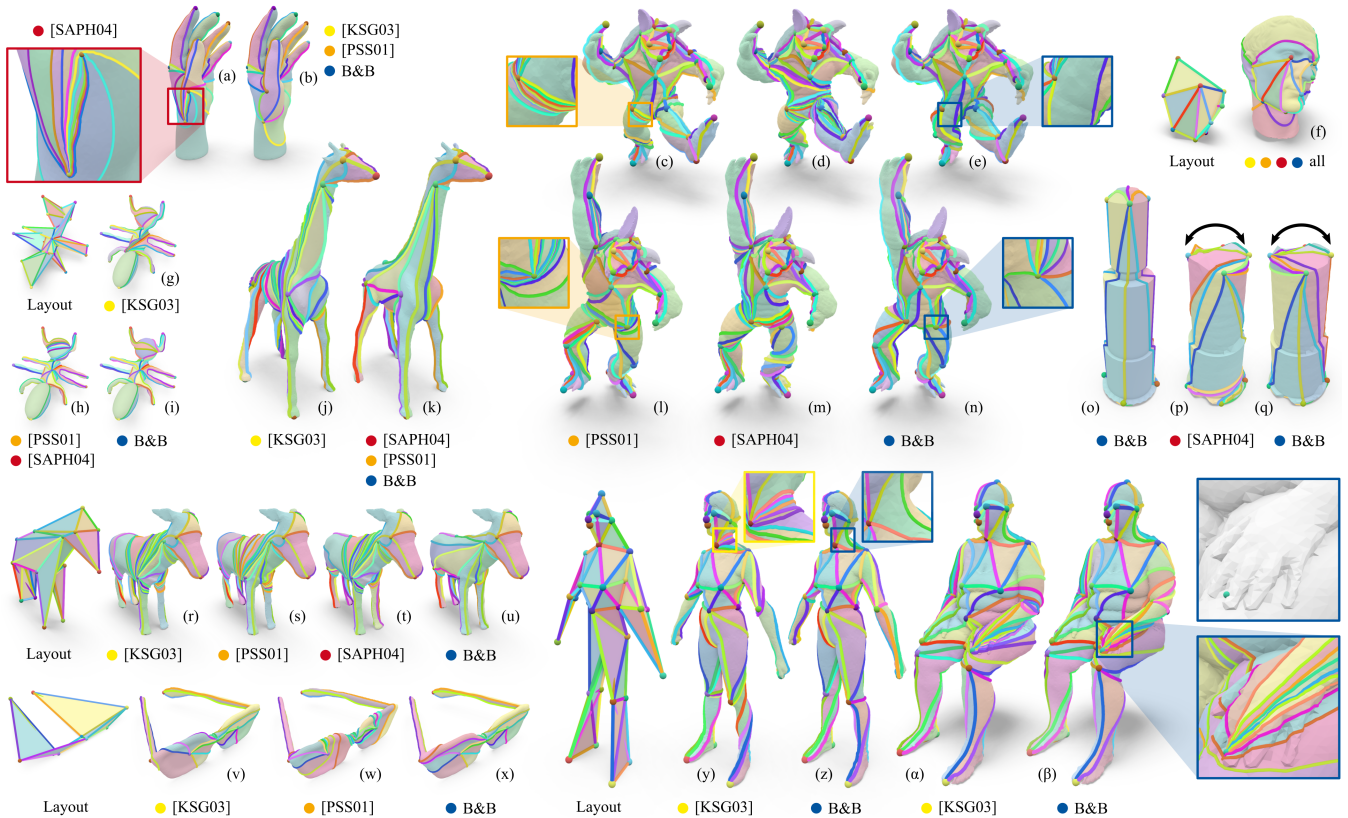 [SAPH04]
[KSG03]
[PSS01]
B&B
(a)
(b)
(c)
(d)
(e)
(f)
Layout
all
(g)
Layout
[KSG03]
(h)
(i)
[PSS01]
B&B
[SAPH04]
(j)
(k)
[KSG03]
[SAPH04]
[PSS01]
B&B
(l)
(m)
(n)
[PSS01]
[SAPH04]
B&B
(o)
(p)
(q)
B&B
[SAPH04]
B&B
(r)
(s)
(t)
(u)
Layout
[KSG03]
[PSS01]
[SAPH04]
B&B
(v)
(w)
(x)
Layout
[KSG03]
[PSS01]
B&B
(y)
(z)
(α)
(β)
Layout
[KSG03]
B&B
[KSG03]
B&B